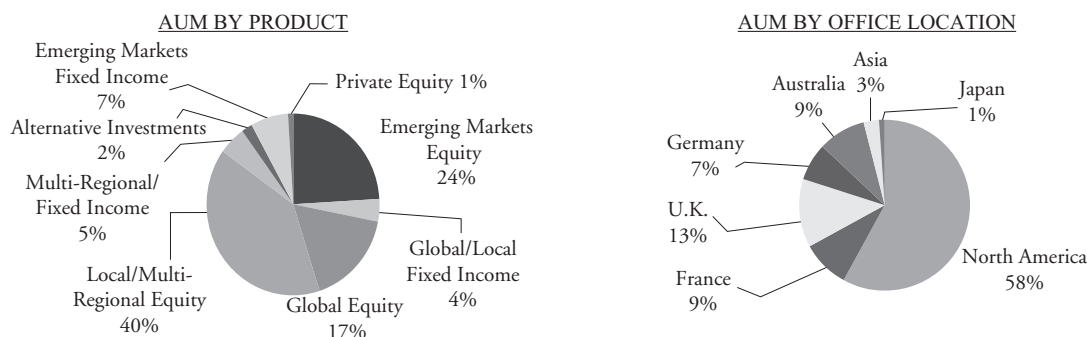 AUM BY PRODUCT
Emerging Markets
Fixed Income
7%
Private Equity 1%
Alternative Investments
2%
Emerging Markets
Equity
24%
Multi-Regional/
Fixed Income
5%
Global/Local
Fixed Income
4%
Local/Multi-
Regional Equity
40%
Global Equity
17%
AUM BY OFFICE LOCATION
Asia
3%
Australia
9%
Japan
1%
Germany
7%
U.K.
13%
North America
58%
France
9%